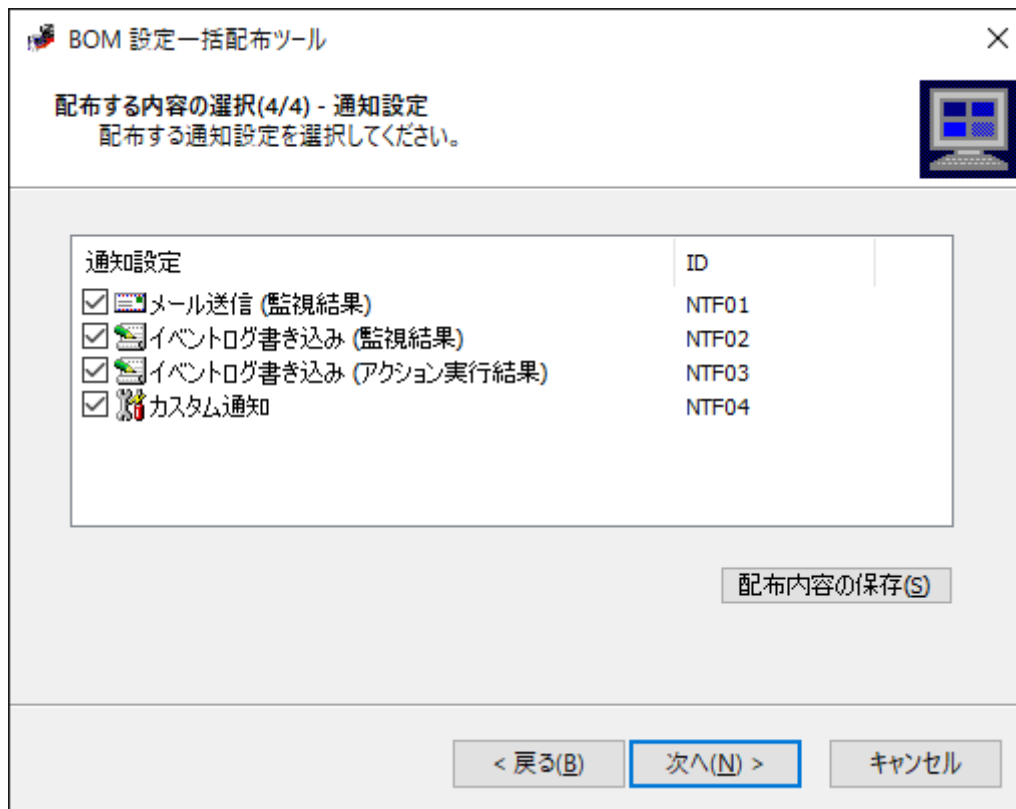 BOM 設定一括配布ツール
配布する内容の選択(4/4) - 通知設定
配布する通知設定を選択してください。
通知設定 ID
メール送信 (監視結果) NTF01
イベントログ書き込み (監視結果) NTF02
イベントログ書き込み (アクション実行結果) NTF03
カスタム通知 NTF04
配布内容の保存(S)
< 戻る(B) 次へ(N) > キャンセル